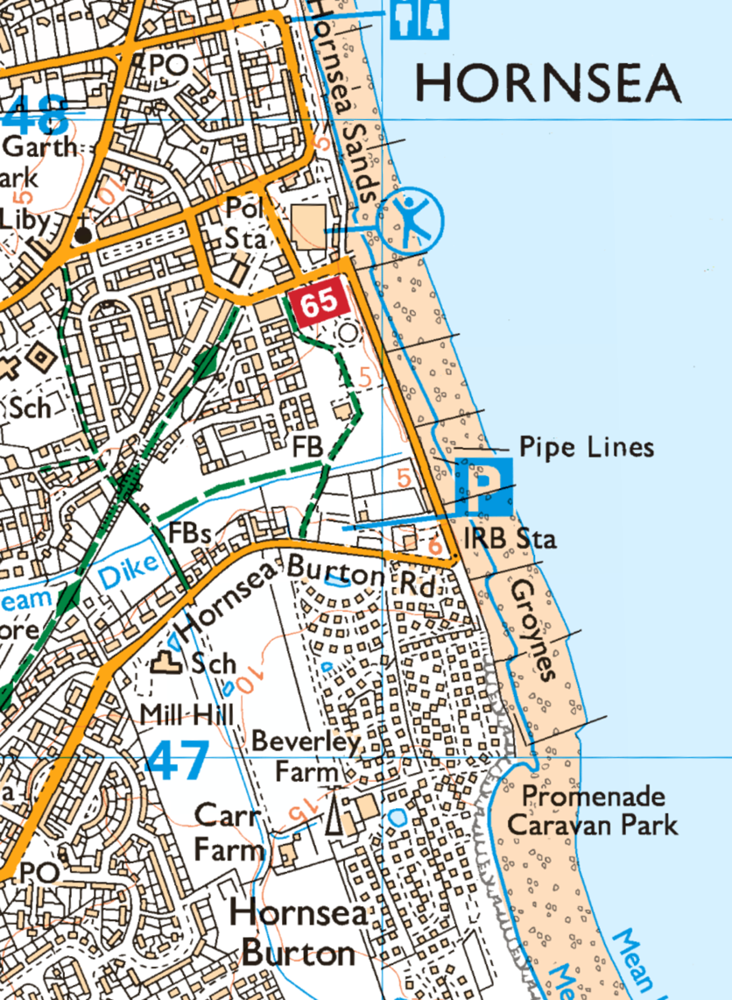 Hornsea Sands
PO
HORNSEA
48
Garth
ark
5
10
5
Liby
Pol
Sta
65
5
Sch
FB
Pipe Lines
5
P
FBs
6
IRB Sta
Dike
eam
ore
Hornsea Burton Rd
Groynes
Sch
10
Mill Hill
47
Beverley
Farm
a
15
Promenade
Caravan Park
Carr
Farm
PO
Hornsea
Burton
Mean
Me